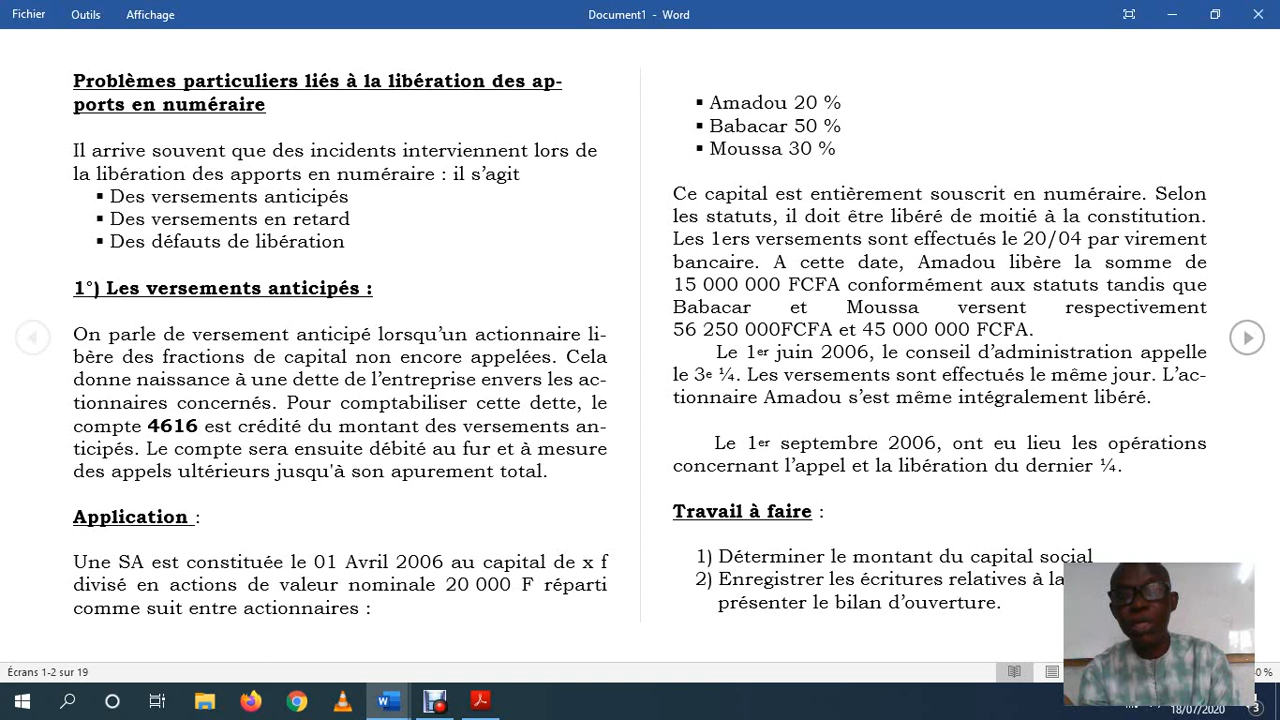 Fichier Outils Affichage Document1 - Word
Problèmes particuliers liés à la libération des ap-
ports en numéraire
Il arrive souvent que des incidents interviennent lors de
la libération des apports en numéraire : il s’agit
▪ Des versements anticipés
▪ Des versements en retard
▪ Des défauts de libération
1°) Les versements anticipés :
On parle de versement anticipé lorsqu’un actionnaire li-
bère des fractions de capital non encore appelées. Cela
donne naissance à une dette de l’entreprise envers les ac-
tionnaires concernés. Pour comptabiliser cette dette, le
compte 4616 est crédité du montant des versements an-
ticipés. Le compte sera ensuite débité au fur et à mesure
des appels ultérieurs jusqu'à son apurement total.
Application :
Une SA est constituée le 01 Avril 2006 au capital de x f
divisé en actions de valeur nominale 20 000 F réparti
comme suit entre actionnaires :
▪ Amadou 20 %
▪ Babacar 50 %
▪ Moussa 30 %
Ce capital est entièrement souscrit en numéraire. Selon
les statuts, il doit être libéré de moitié à la constitution.
Les 1ers versements sont effectués le 20/04 par virement
bancaire. A cette date, Amadou libère la somme de
15 000 000 FCFA conformément aux statuts tandis que
Babacar et Moussa versent respectivement
56 250 000FCFA et 45 000 000 FCFA.
Le 1er juin 2006, le conseil d’administration appelle
le 3e ¼. Les versements sont effectués le même jour. L’ac-
tionnaire Amadou s’est même intégralement libéré.
Le 1er septembre 2006, ont eu lieu les opérations
concernant l’appel et la libération du dernier ¼.
Travail à faire :
1) Déterminer le montant du capital social
2) Enregistrer les écritures relatives à la
présenter le bilan d’ouverture.
Écrans 1-2 sur 19
18/07/2020